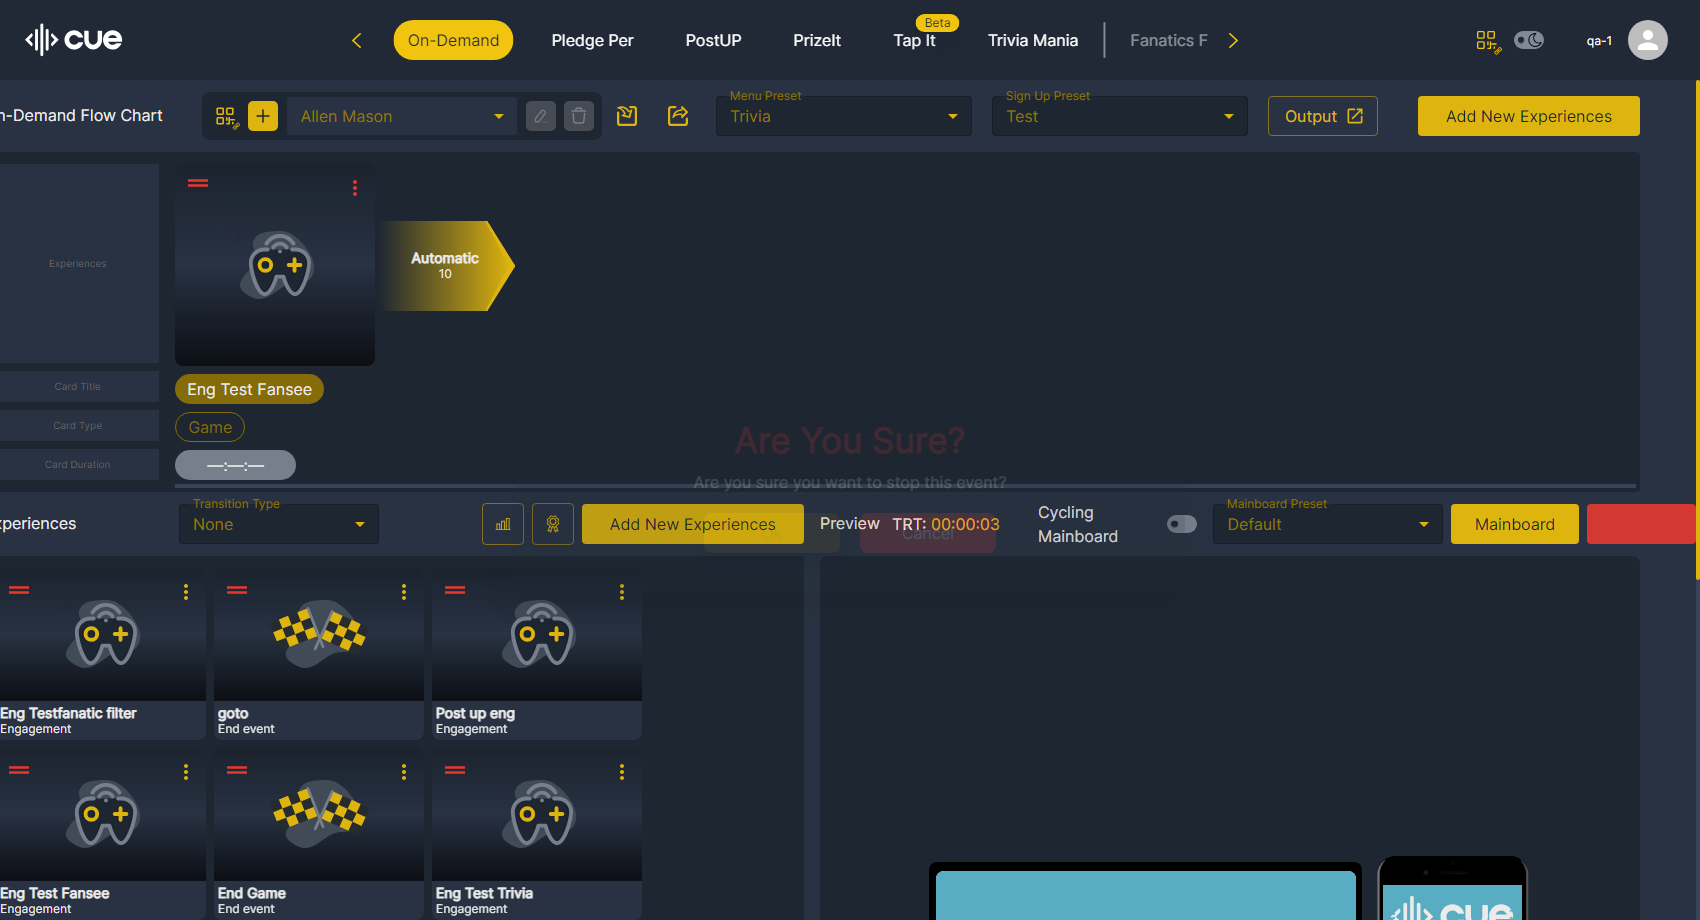 cue
On-Demand
Pledge Per
PostUP
PrizeIt
Beta
Tap It
Trivia Mania
Fanatics F
qa-1
n-Demand Flow Chart
Allen Mason
Menu Preset
Trivia
Sign Up Preset
Test
Output
Add New Experiences
Experiences
Automatic
10
Card Title
Eng Test Fansee
Card Type
Game
Card Duration
—:—:—
Are You Sure?
Are you sure you want to stop this event?
Cancel
xperiences
Transition Type
None
Add New Experiences
Preview
TRT: 00:00:03
Cycling
Mainboard
Mainboard Preset
Default
Mainboard
Eng Testfanatic filter
Engagement
goto
End event
Post up eng
Engagement
Eng Test Fansee
Engagement
End Game
End event
Eng Test Trivia
Engagement
cue